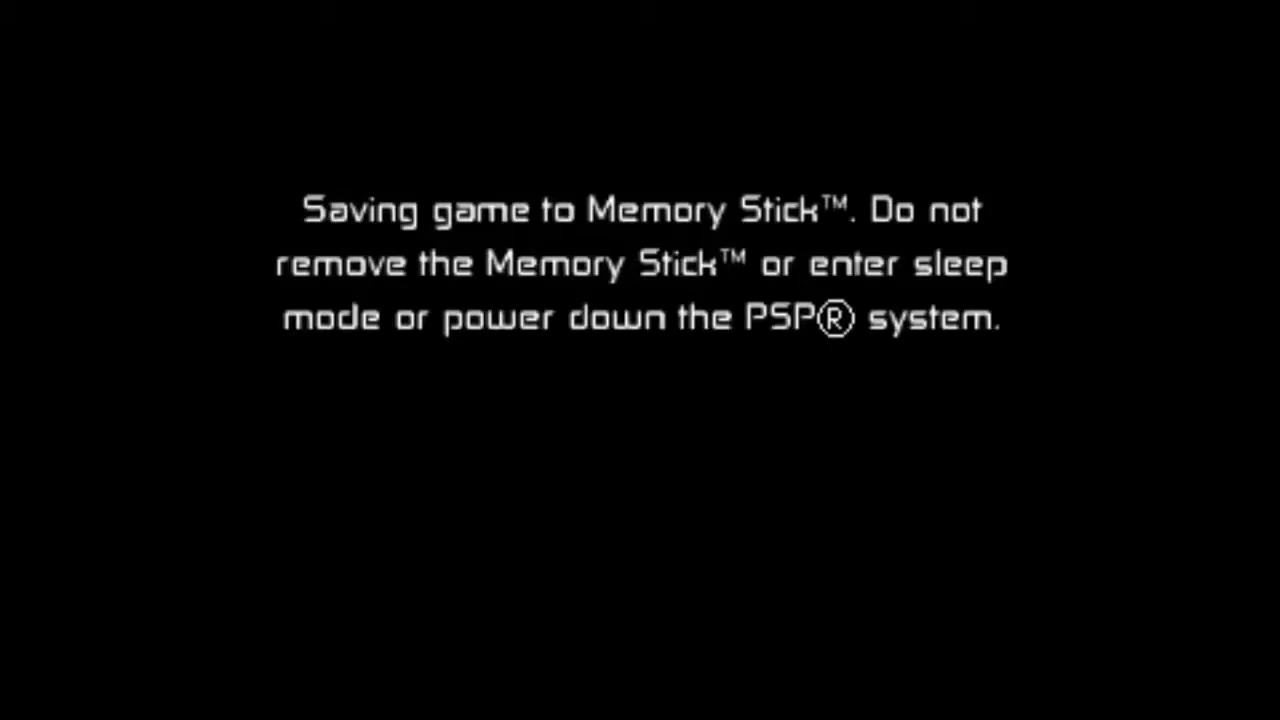 Saving game to Memory Stick™. Do not
remove the Memory Stick™ or enter sleep
mode or power down the PSP® system.